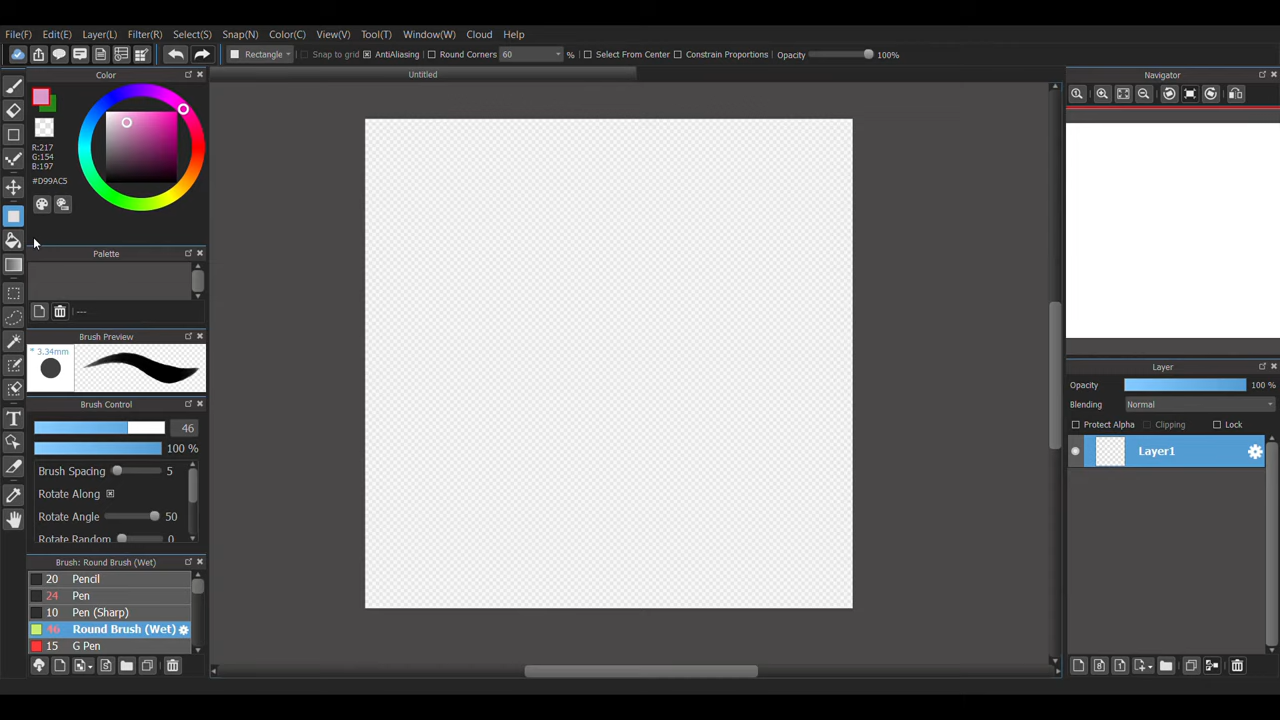 File(F) Edit(E) Layer(L) Filter(R) Select(S) Snap(N) Color(C) View(V) Tool(T) Window(W) Cloud Help
Rectangle Snap to grid AntiAliasing Round Corners 60 % Select From Center Constrain Proportions Opacity 100%
Color
Untitled
Navigator
R:217
G:154
B:197
#D99AC5
Palette
---
Brush Preview
* 3.34mm
Brush Control
46
100 %
Brush Spacing 5
Rotate Along
Rotate Angle 50
Rotate Random 0
Brush: Round Brush (Wet)
20 Pencil
24 Pen
10 Pen (Sharp)
46 Round Brush (Wet)
15 G Pen
Layer
Opacity 100 %
Blending Normal
Protect Alpha Clipping Lock
Layer1